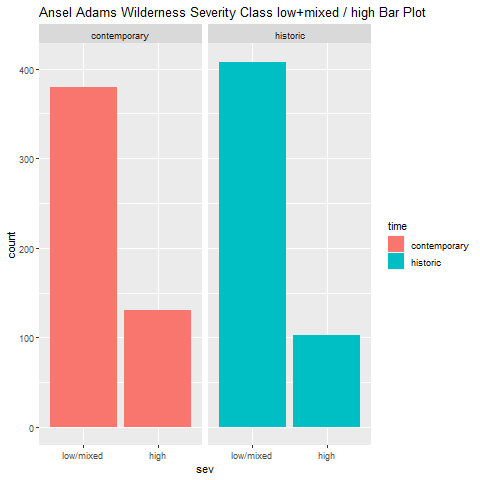 Ansel Adams Wilderness Severity Class low+mixed / high Bar Plot
contemporary
historic
400
300
200
100
0
count
low/mixed
high
low/mixed
high
sev
time
contemporary
historic